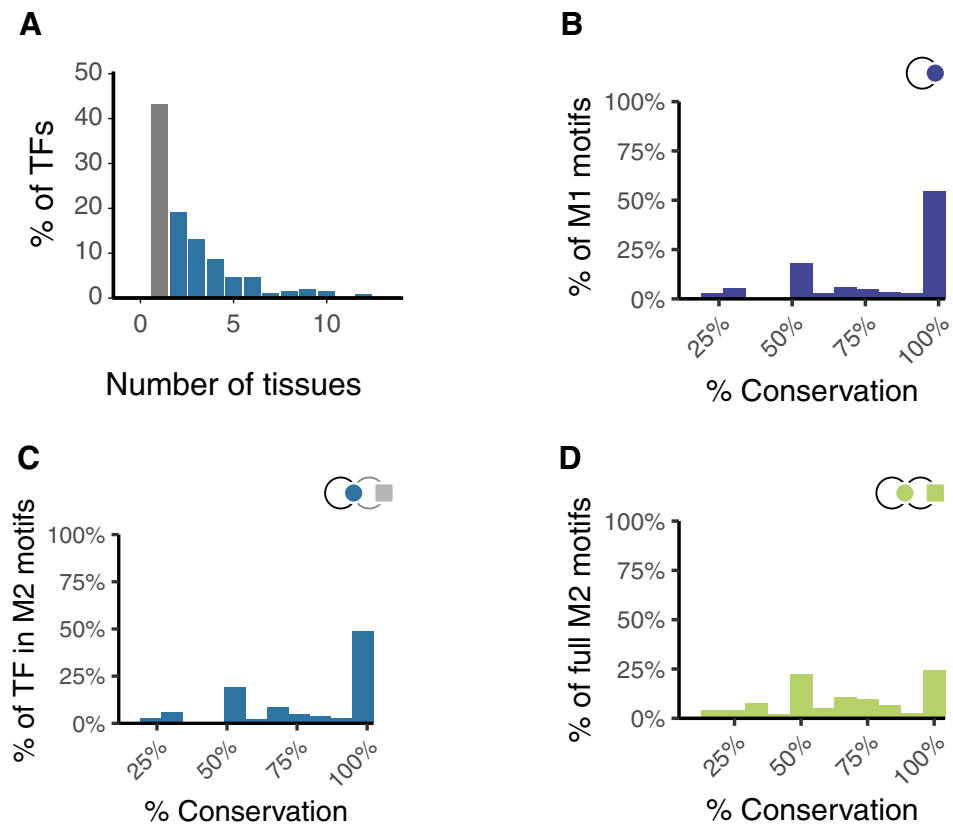 A
% of TFs
50
40
30
20
10
0
0 5 10
Number of tissues
B
% of M1 motifs
100%
75%
50%
25%
0%
25% 50% 75% 100%
% Conservation
C
% of TF in M2 motifs
100%
75%
50%
25%
0%
25% 50% 75% 100%
% Conservation
D
% of full M2 motifs
100%
75%
50%
25%
0%
25% 50% 75% 100%
% Conservation